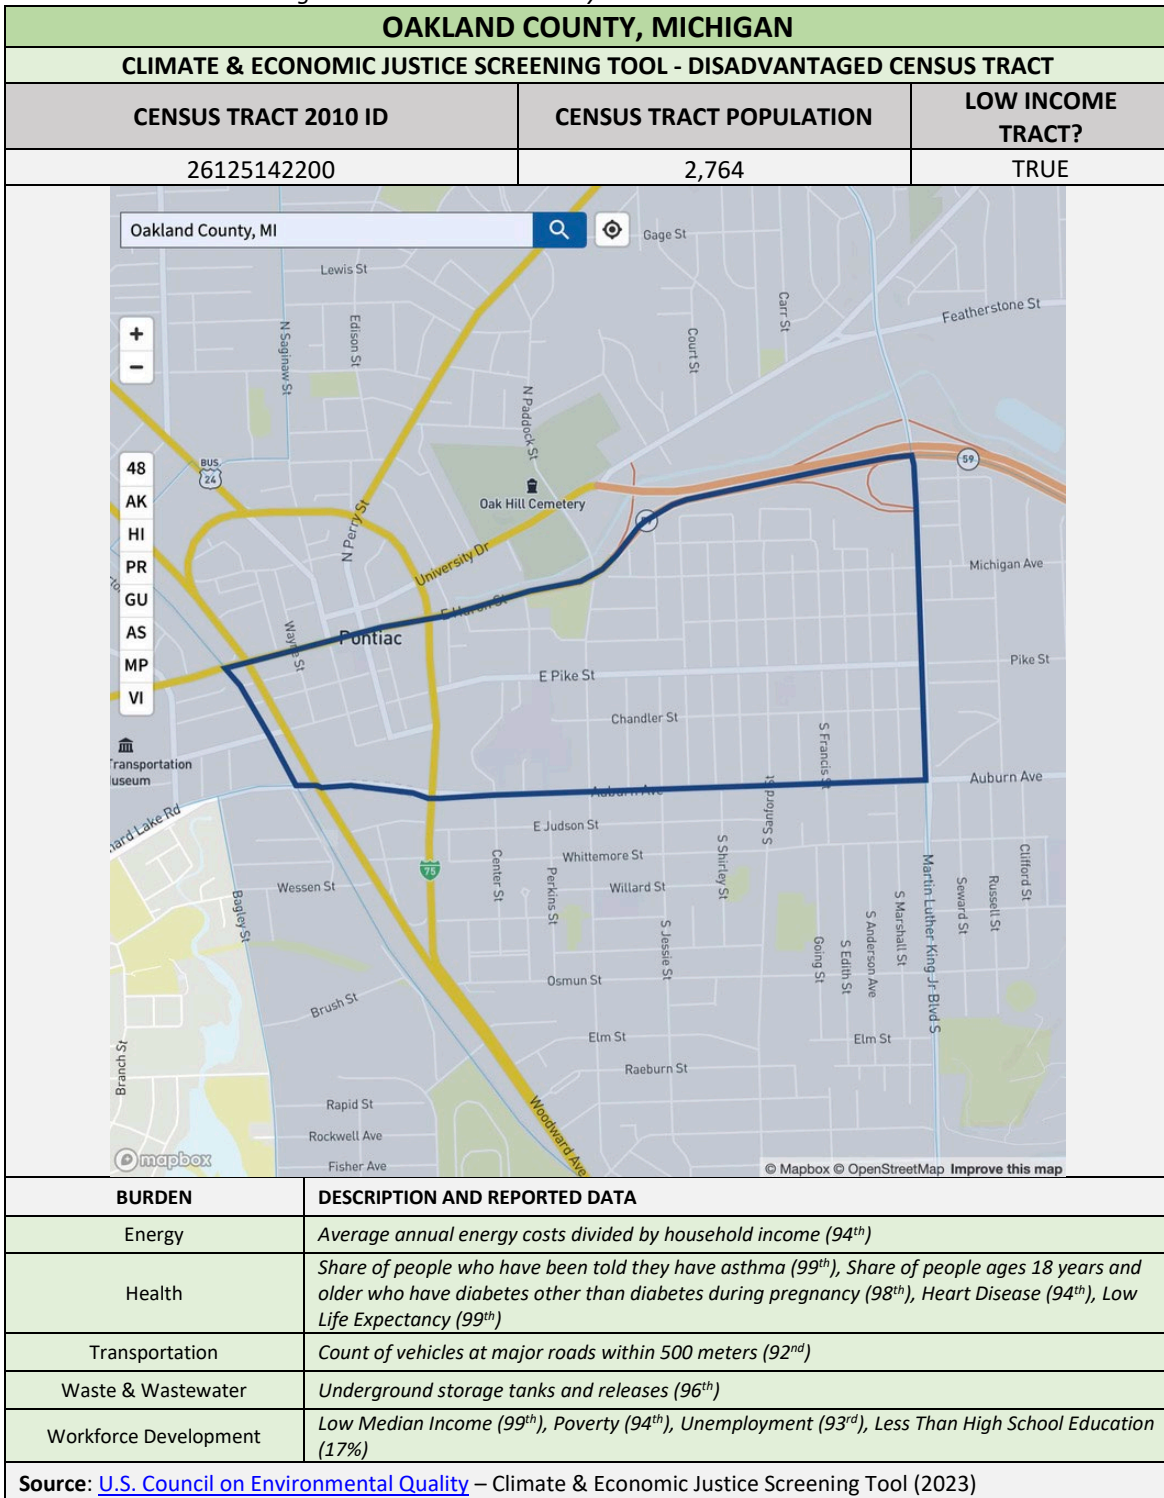 OAKLAND COUNTY, MICHIGAN
CLIMATE & ECONOMIC JUSTICE SCREENING TOOL - DISADVANTAGED CENSUS TRACT
CENSUS TRACT 2010 ID
CENSUS TRACT POPULATION
LOW INCOME
TRACT?
26125142200
2,764
TRUE
Oakland County, MI
Gage St
Lewis St
Carr St
Featherstone St
N Saginaw St
Edison St
Court St
+
−
N Paddock St
BUS
24
59
48
AK
HI
PR
GU
AS
MP
VI
Oak Hill Cemetery
N Perry St
University Dr
Michigan Ave
E Huron St
Wayne St
Pontiac
E Pike St
Pike St
Chandler St
S Francis St
Transportation
Museum
Auburn Ave
Auburn Ave
S Sanford St
hard Lake Rd
E Judson St
Whittemore St
S Shirley St
75
Center St
Perkins St
Willard St
Wessen St
Bagley St
Martin Luther King Jr Blvd S
Clifford St
Seward St
Russell St
S Marshall St
S Jessie St
S Anderson Ave
Going St
S Edith St
Osmun St
Brush St
Elm St
Elm St
Branch St
Raeburn St
Rapid St
Woodward Ave
Rockwell Ave
Fisher Ave
mapbox
© Mapbox © OpenStreetMap Improve this map
BURDEN
DESCRIPTION AND REPORTED DATA
Energy
Average annual energy costs divided by household income (94th)
Health
Share of people who have been told they have asthma (99th), Share of people ages 18 years and
older who have diabetes other than diabetes during pregnancy (98th), Heart Disease (94th), Low
Life Expectancy (99th)
Transportation
Count of vehicles at major roads within 500 meters (92nd)
Waste & Wastewater
Underground storage tanks and releases (96th)
Workforce Development
Low Median Income (99th), Poverty (94th), Unemployment (93rd), Less Than High School Education
(17%)
Source: U.S. Council on Environmental Quality – Climate & Economic Justice Screening Tool (2023)